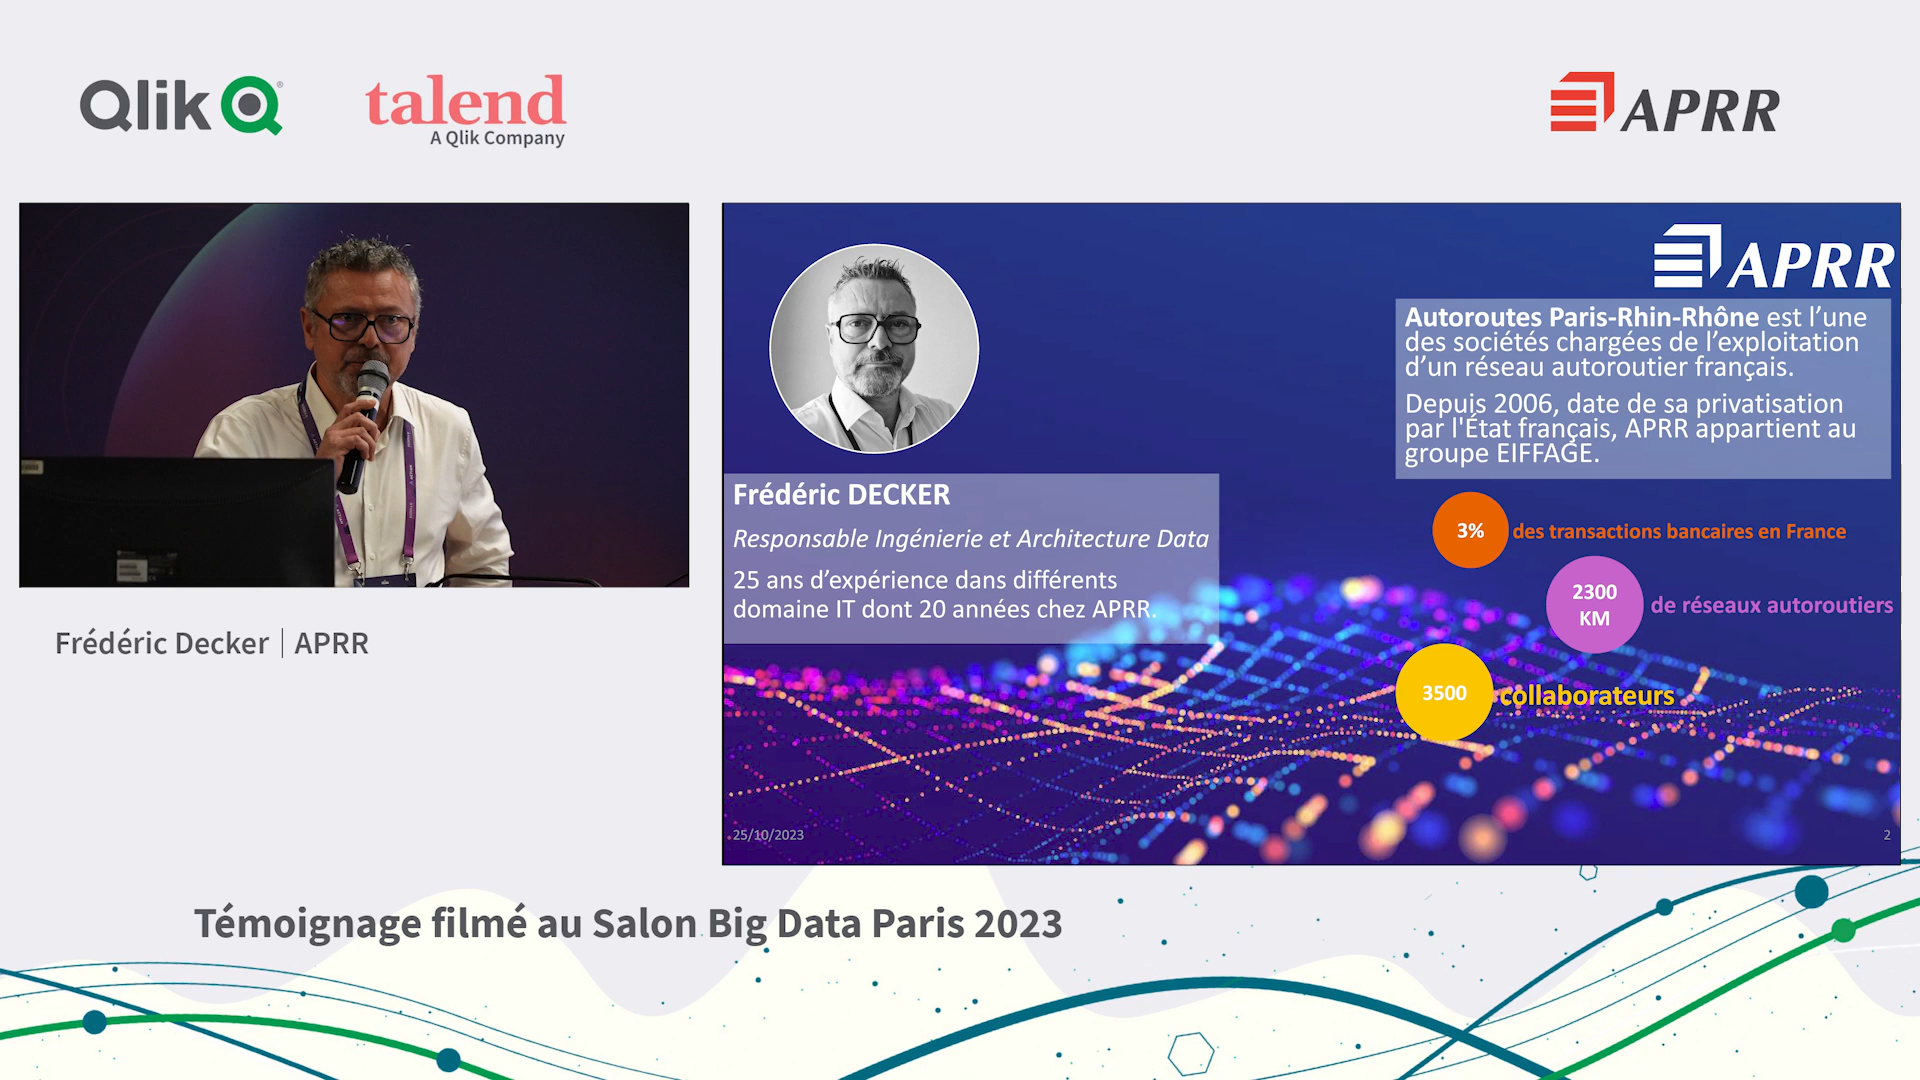 Qlik
talend
A Qlik Company
APRR
APRR
Autoroutes Paris-Rhin-Rhône est l’une
des sociétés chargées de l’exploitation
d’un réseau autoroutier français.
Depuis 2006, date de sa privatisation
par l'État français, APRR appartient au
groupe EIFFAGE.
Frédéric DECKER
Responsable Ingénierie et Architecture Data
25 ans d’expérience dans différents
domaine IT dont 20 années chez APRR.
3% des transactions bancaires en France
2300
KM
de réseaux autoroutiers
3500 collaborateurs
25/10/2023
2
Frédéric Decker | APRR
Témoignage filmé au Salon Big Data Paris 2023